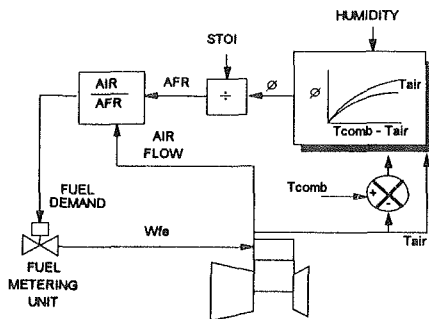 HUMIDITY
STOI
AIR
AFR
AFR
÷
Ø
Ø
Tair
Tcomb - Tair
AIR
FLOW
FUEL
DEMAND
Tcomb
+
-
Wfe
Tair
FUEL
METERING
UNIT